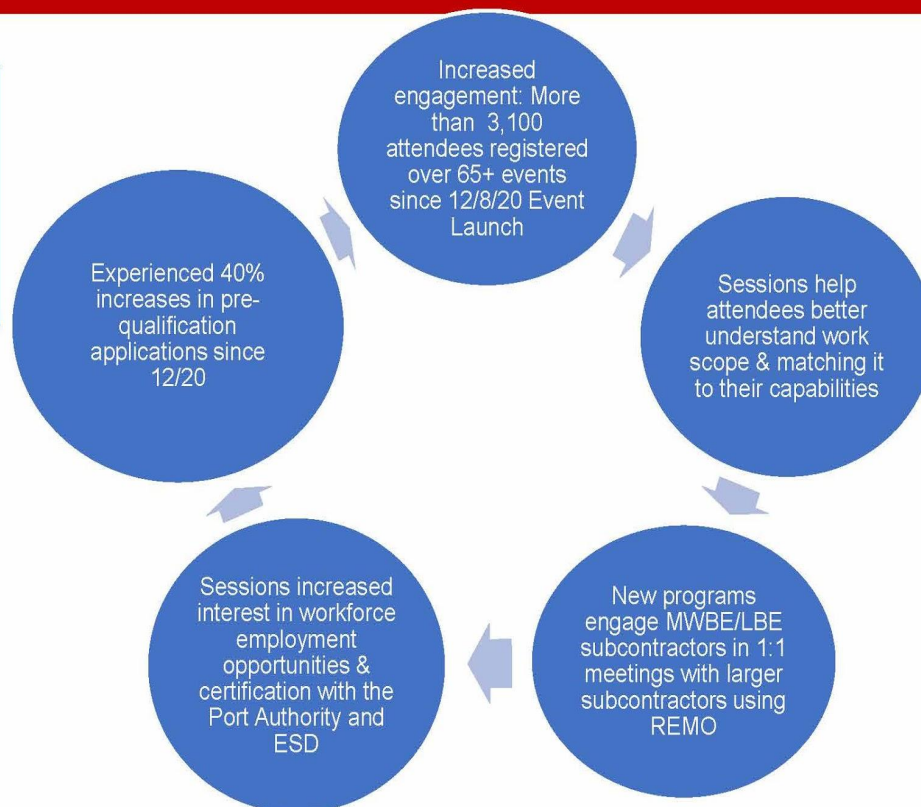 Increased
engagement: More
than 3,100
attendees registered
over 65+ events
since 12/8/20 Event
Launch
Sessions help
attendees better
understand work
scope & matching it
to their capabilities
New programs
engage MWBE/LBE
subcontractors in 1:1
meetings with larger
subcontractors using
REMO
Sessions increased
interest in workforce
employment
opportunities &
certification with the
Port Authority and
ESD
Experienced 40%
increases in pre-
qualification
applications since
12/20